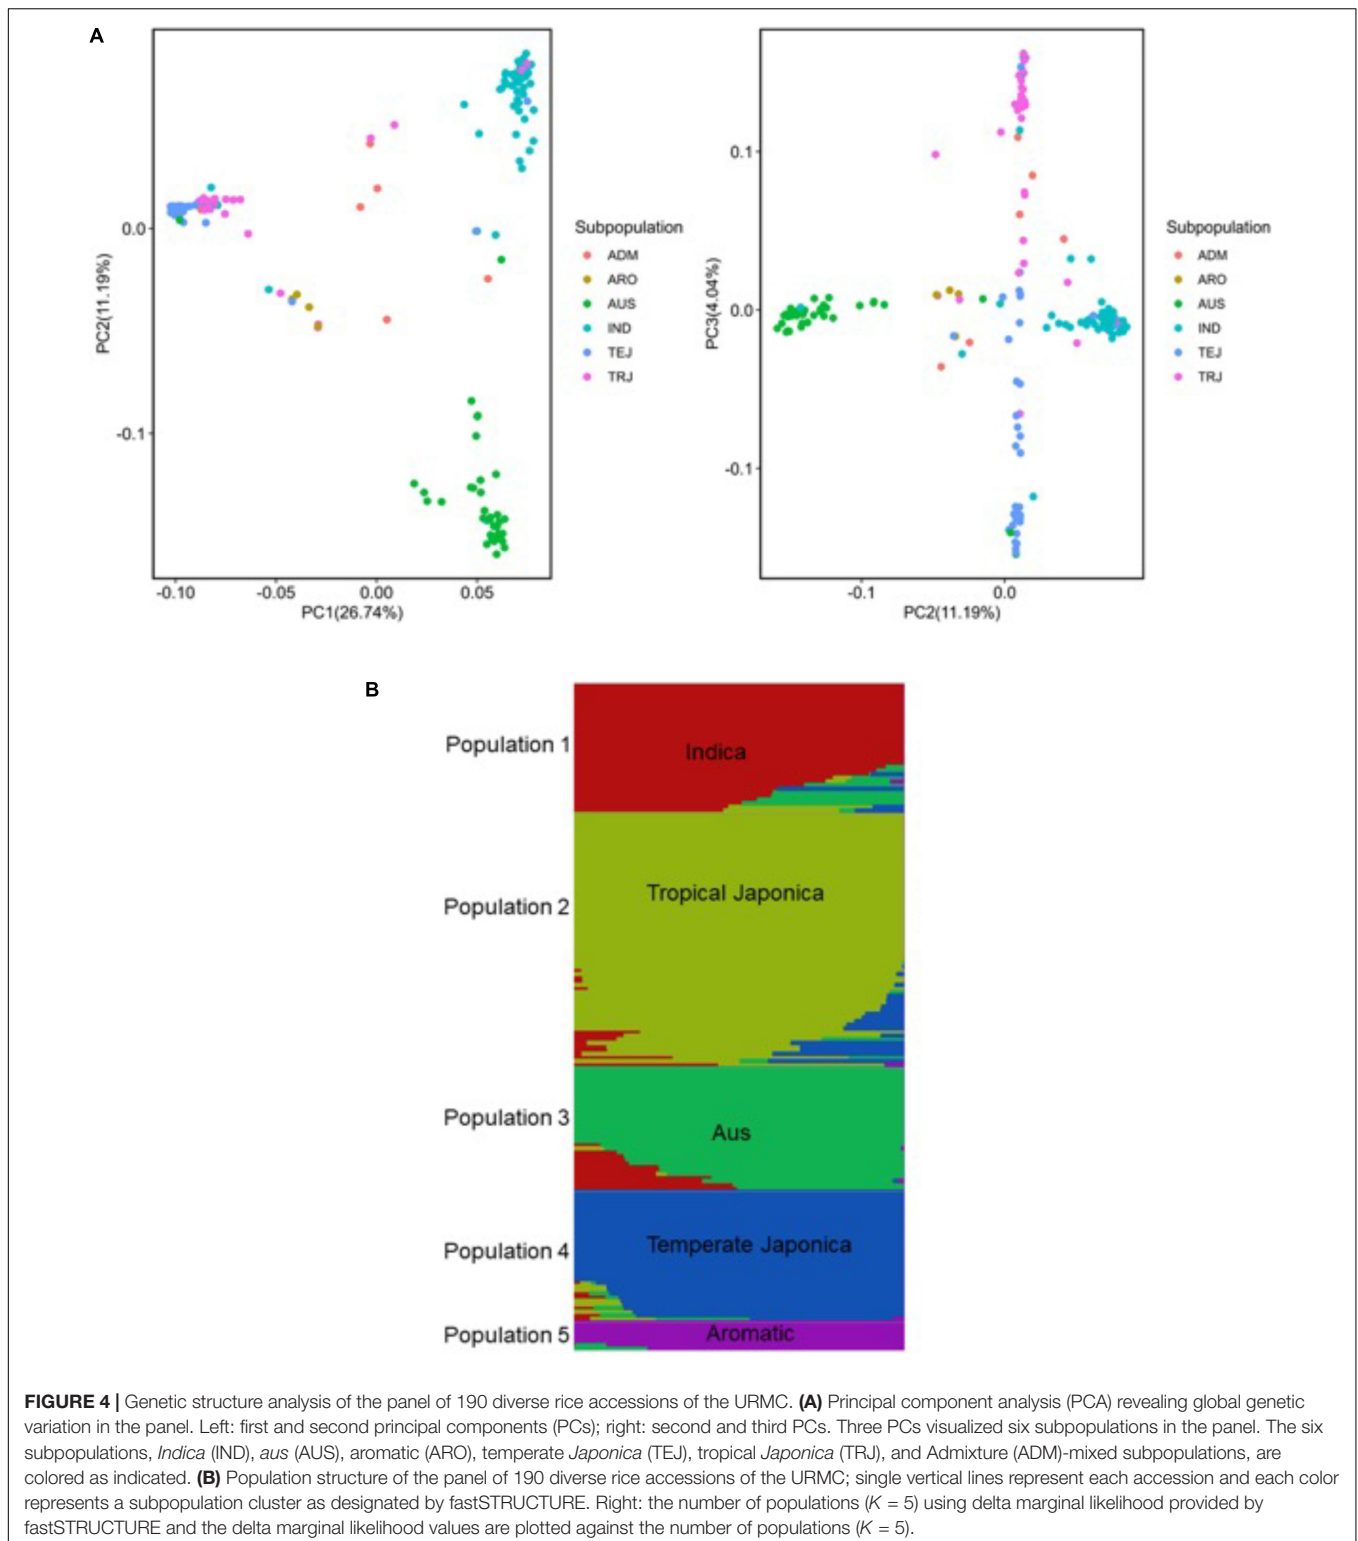 A
0.0
-0.1
PC2(11.19%)
-0.10
-0.05
0.00
0.05
PC1(26.74%)
Subpopulation
ADM
ARO
AUS
IND
TEJ
TRJ
0.1
0.0
-0.1
PC3(4.04%)
-0.1
0.0
PC2(11.19%)
Subpopulation
ADM
ARO
AUS
IND
TEJ
TRJ
B
Population 1
Indica
Population 2
Tropical Japonica
Population 3
Aus
Population 4
Temperate Japonica
Population 5
Aromatic
FIGURE 4 | Genetic structure analysis of the panel of 190 diverse rice accessions of the URMC. (A) Principal component analysis (PCA) revealing global genetic
variation in the panel. Left: first and second principal components (PCs); right: second and third PCs. Three PCs visualized six subpopulations in the panel. The six
subpopulations, Indica (IND), aus (AUS), aromatic (ARO), temperate Japonica (TEJ), tropical Japonica (TRJ), and Admixture (ADM)-mixed subpopulations, are
colored as indicated. (B) Population structure of the panel of 190 diverse rice accessions of the URMC; single vertical lines represent each accession and each color
represents a subpopulation cluster as designated by fastSTRUCTURE. Right: the number of populations (K = 5) using delta marginal likelihood provided by
fastSTRUCTURE and the delta marginal likelihood values are plotted against the number of populations (K = 5).